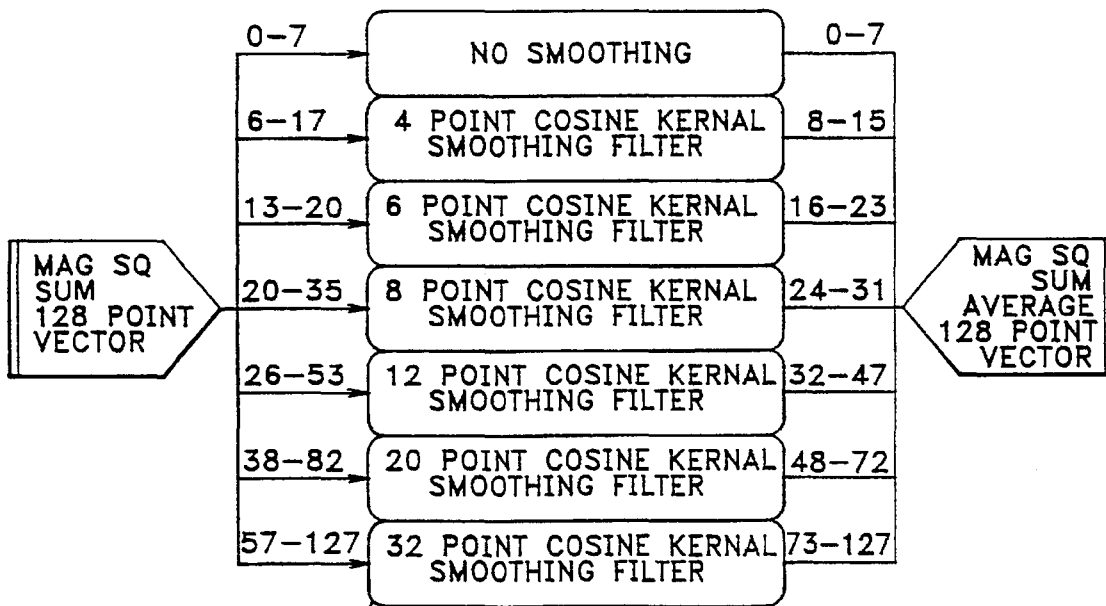 0-7
NO SMOOTHING
0-7
6-17
4 POINT COSINE KERNAL
SMOOTHING FILTER
8-15
13-20
6 POINT COSINE KERNAL
SMOOTHING FILTER
16-23
MAG SQ
SUM
128 POINT
VECTOR
20-35
8 POINT COSINE KERNAL
SMOOTHING FILTER
24-31
MAG SQ
SUM
AVERAGE
128 POINT
VECTOR
26-53
12 POINT COSINE KERNAL
SMOOTHING FILTER
32-47
38-82
20 POINT COSINE KERNAL
SMOOTHING FILTER
48-72
57-127
32 POINT COSINE KERNAL
SMOOTHING FILTER
73-127